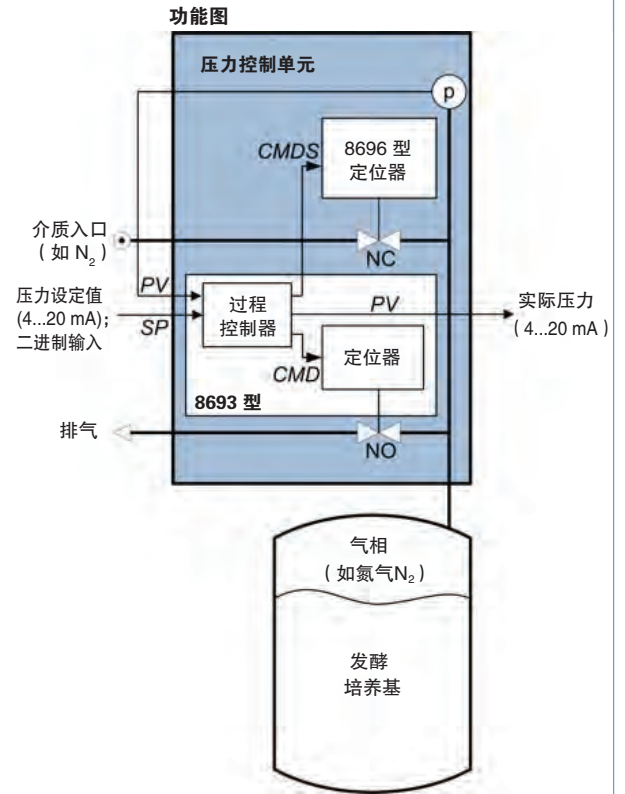 功能图
压力控制单元
p
CMDS
8696 型
定位器
介质入口
（如 N₂）
NC
压力设定值
(4...20 mA)；
二进制输入
PV
SP
过程
控制器
PV
实际压力
（4...20 mA）
定位器
CMD
8693 型
排气
NO
气相
（如氮气N₂）
发酵
培养基